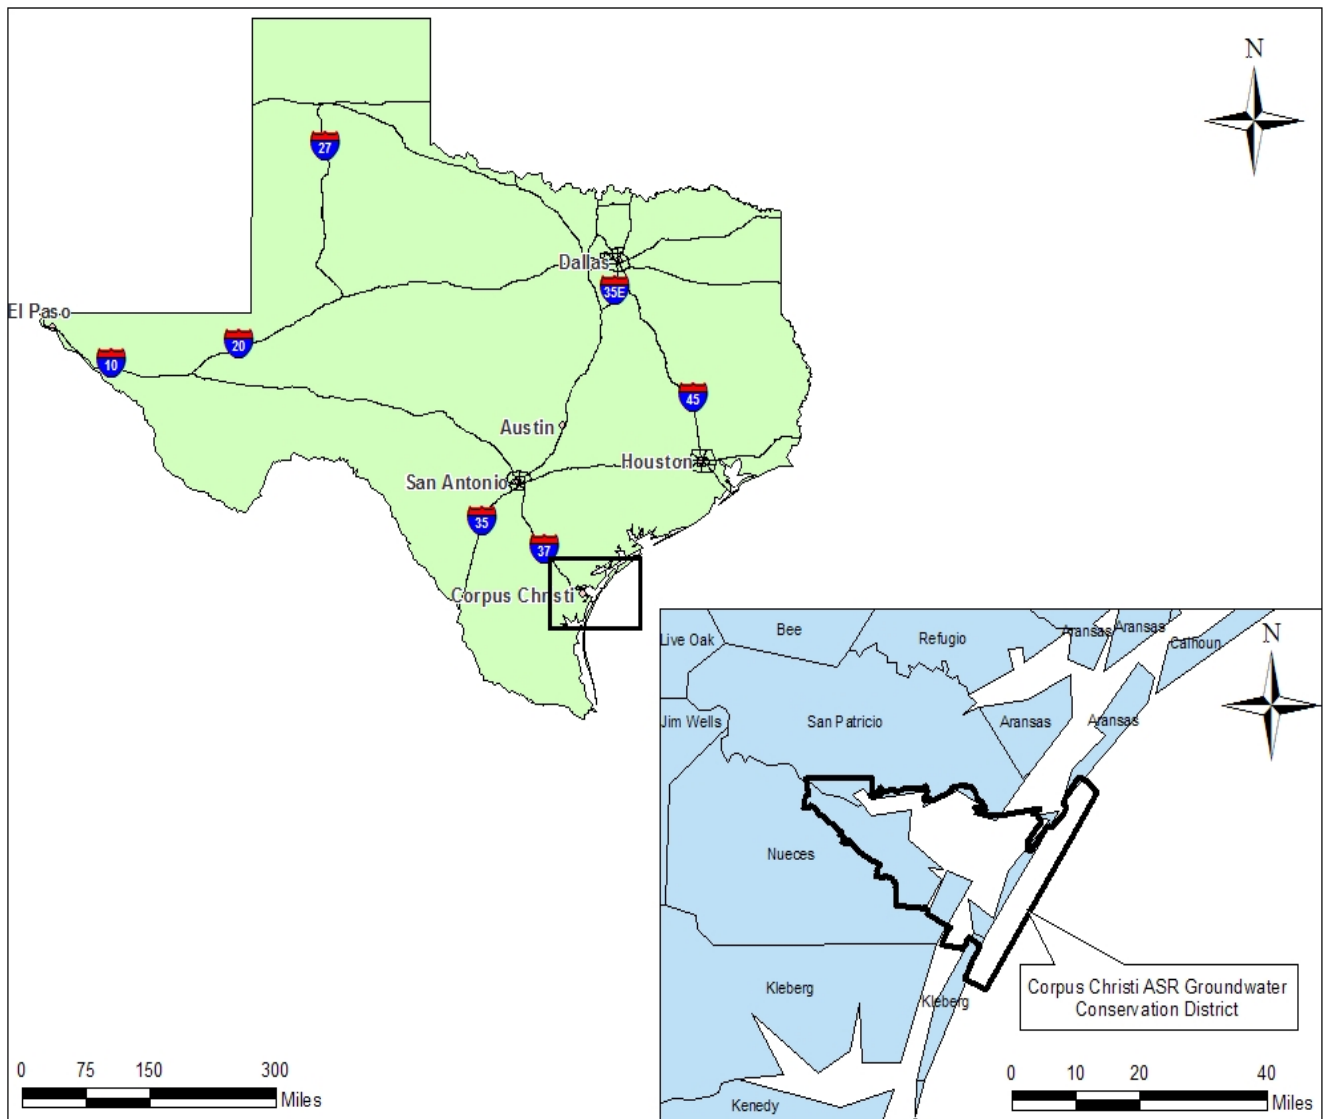 N
27
Dallas
35E
El Paso
20
10
45
Austin
Houston
San Antonio
35
37
Corpus Christi
0 75 150 300
Miles
Live Oak
Bee
Refugio
Aransas
Aransas
Calhoun
N
Jim Wells
San Patricio
Aransas
Aransas
Nueces
Kleberg
Kleberg
Corpus Christi ASR Groundwater
Conservation District
Kenedy
0 10 20 40
Miles